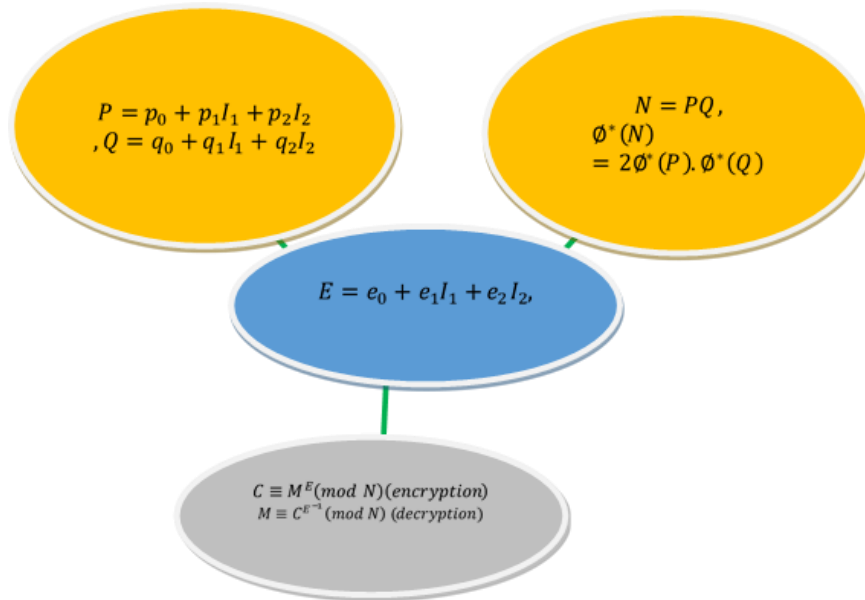 P = p₀ + p₁I₁ + p₂I₂
, Q = q₀ + q₁I₁ + q₂I₂
N = PQ,
∅*(N)
= 2∅*(P).∅*(Q)
E = e₀ + e₁I₁ + e₂I₂,
C ≡ M^E(mod N)(encryption)
M ≡ C^{E^{-1}}(mod N) (decryption)